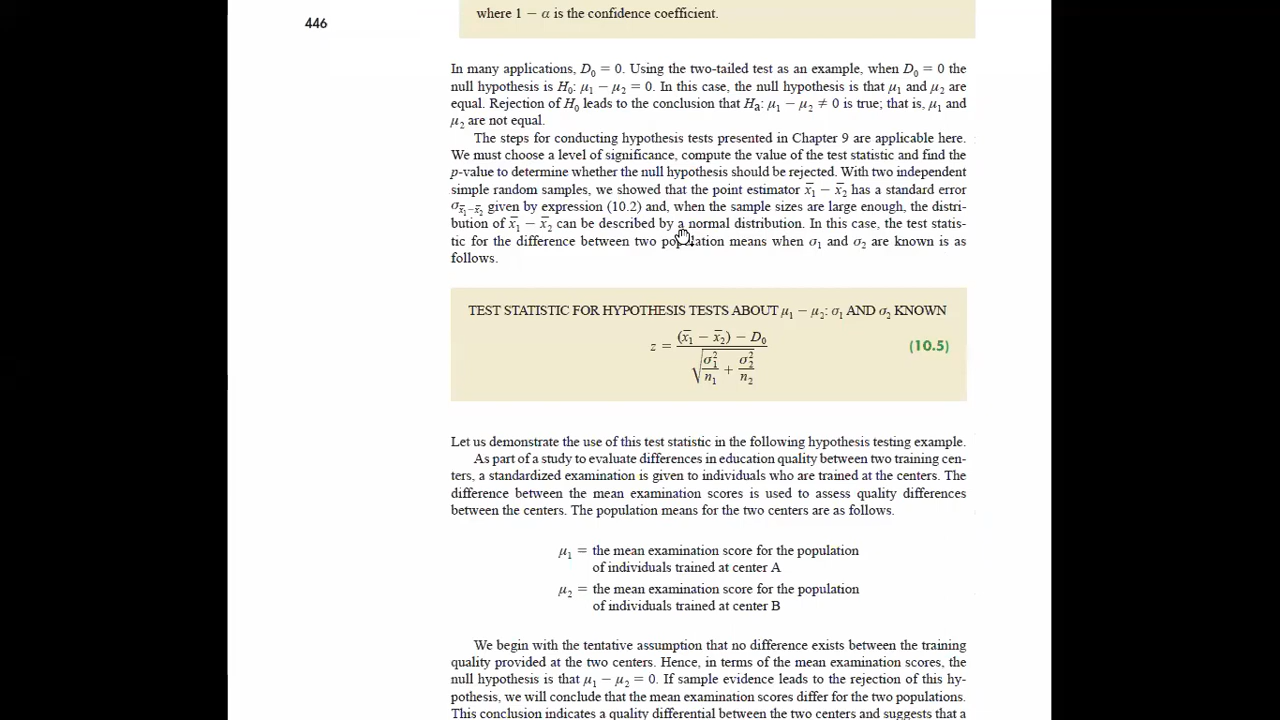 where 1 − α is the confidence coefficient.
446
In many applications, D₀ = 0. Using the two-tailed test as an example, when D₀ = 0 the
null hypothesis is H₀: μ₁ − μ₂ = 0. In this case, the null hypothesis is that μ₁ and μ₂ are
equal. Rejection of H₀ leads to the conclusion that Hₐ: μ₁ − μ₂ ≠ 0 is true; that is, μ₁ and
μ₂ are not equal.
The steps for conducting hypothesis tests presented in Chapter 9 are applicable here.
We must choose a level of significance, compute the value of the test statistic and find the
p-value to determine whether the null hypothesis should be rejected. With two independent
simple random samples, we showed that the point estimator x̄₁ − x̄₂ has a standard error
σx̄₁−x̄₂ given by expression (10.2) and, when the sample sizes are large enough, the distri-
bution of x̄₁ − x̄₂ can be described by a normal distribution. In this case, the test statis-
tic for the difference between two population means when σ₁ and σ₂ are known is as
follows.
TEST STATISTIC FOR HYPOTHESIS TESTS ABOUT μ₁ − μ₂: σ₁ AND σ₂ KNOWN
z = ((x̄₁ − x̄₂) − D₀) / √(σ₁²/n₁ + σ₂²/n₂) (10.5)
Let us demonstrate the use of this test statistic in the following hypothesis testing example.
As part of a study to evaluate differences in education quality between two training cen-
ters, a standardized examination is given to individuals who are trained at the centers. The
difference between the mean examination scores is used to assess quality differences
between the centers. The population means for the two centers are as follows.
μ₁ = the mean examination score for the population
of individuals trained at center A
μ₂ = the mean examination score for the population
of individuals trained at center B
We begin with the tentative assumption that no difference exists between the training
quality provided at the two centers. Hence, in terms of the mean examination scores, the
null hypothesis is that μ₁ − μ₂ = 0. If sample evidence leads to the rejection of this hy-
pothesis, we will conclude that the mean examination scores differ for the two populations.
This conclusion indicates a quality differential between the two centers and suggests that a